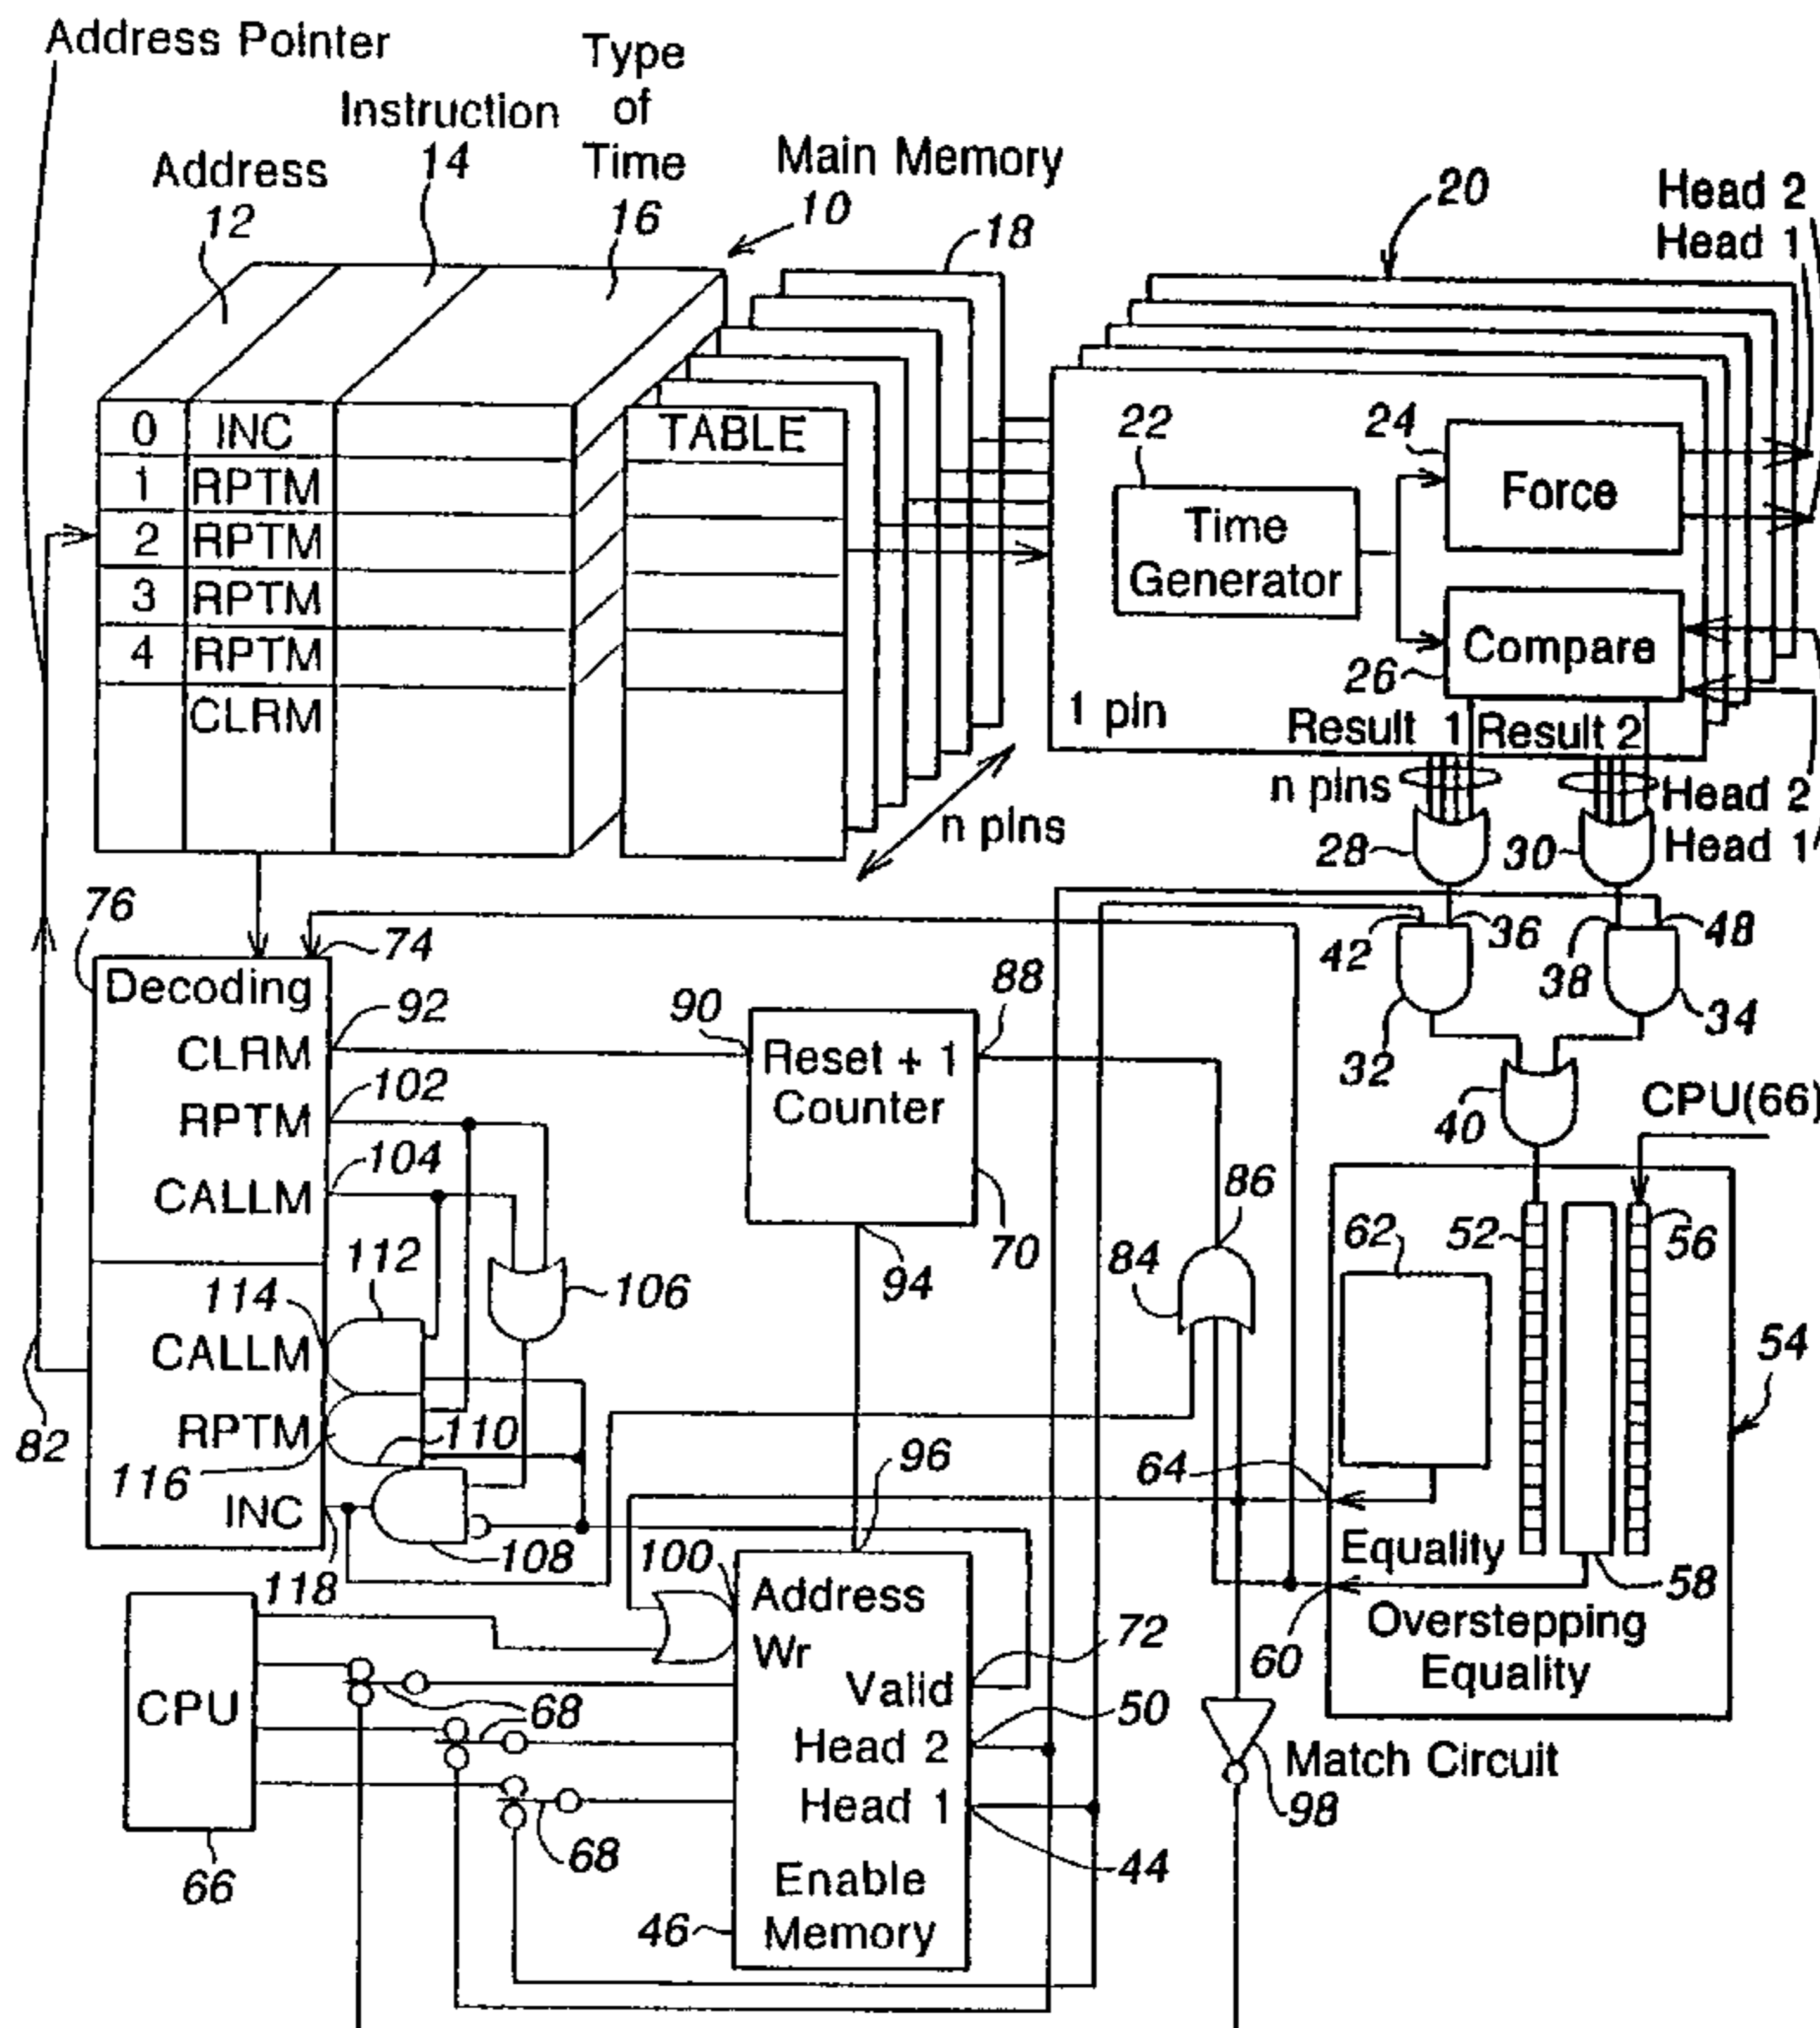 Address Pointer
Type
of
Time
16
Instruction
14
Address
12
Main Memory
10
18
20
Head 2
Head 1
0 INC
1 RPTM
2 RPTM
3 RPTM
4 RPTM
CLRM
TABLE
n pins
22
Time
Generator
24
Force
26
Compare
1 pin
Result 1
Result 2
n pins
Head 2
Head 1
28
30
42
36
38
48
32
34
40
CPU(66)
76
74
Decoding
CLRM
92
RPTM
102
CALLM
104
90
88
Reset + 1
Counter
70
94
86
84
106
112
114
CALLM
RPTM
110
116
INC
118
108
82
62
52
56
54
64
Equality
58
60
Overstepping
Equality
Match Circuit
98
96
100
Address
Wr
Valid
72
Head 2
50
Head 1
44
Enable
Memory
46
CPU
66
68
68
68